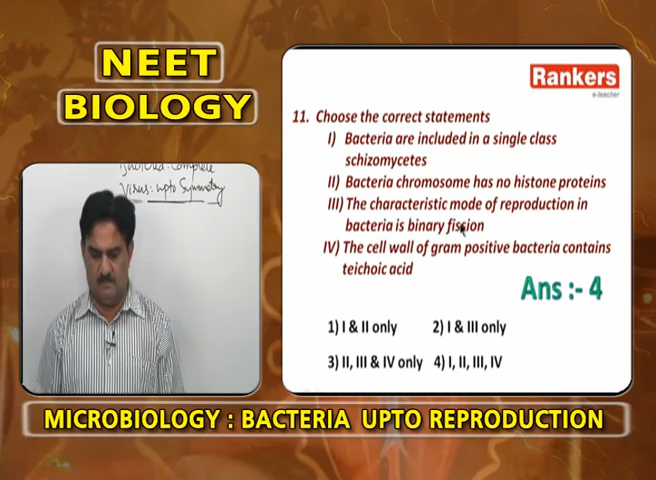 NEET
BIOLOGY
Rankers
e-teacher
Bacteria: Complete
Virus: upto Symmetry
11. Choose the correct statements
I) Bacteria are included in a single class
schizomycetes
II) Bacteria chromosome has no histone proteins
III) The characteristic mode of reproduction in
bacteria is binary fission
IV) The cell wall of gram positive bacteria contains
teichoic acid
Ans :- 4
1) I & II only 2) I & III only
3) II, III & IV only 4) I, II, III, IV
MICROBIOLOGY : BACTERIA UPTO REPRODUCTION